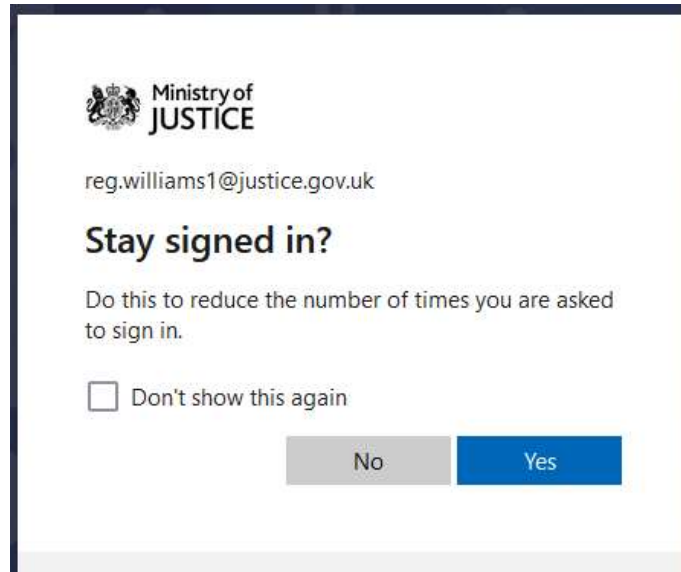 Ministry of
JUSTICE
reg.williams1@justice.gov.uk
Stay signed in?
Do this to reduce the number of times you are asked
to sign in.
Don't show this again
No Yes